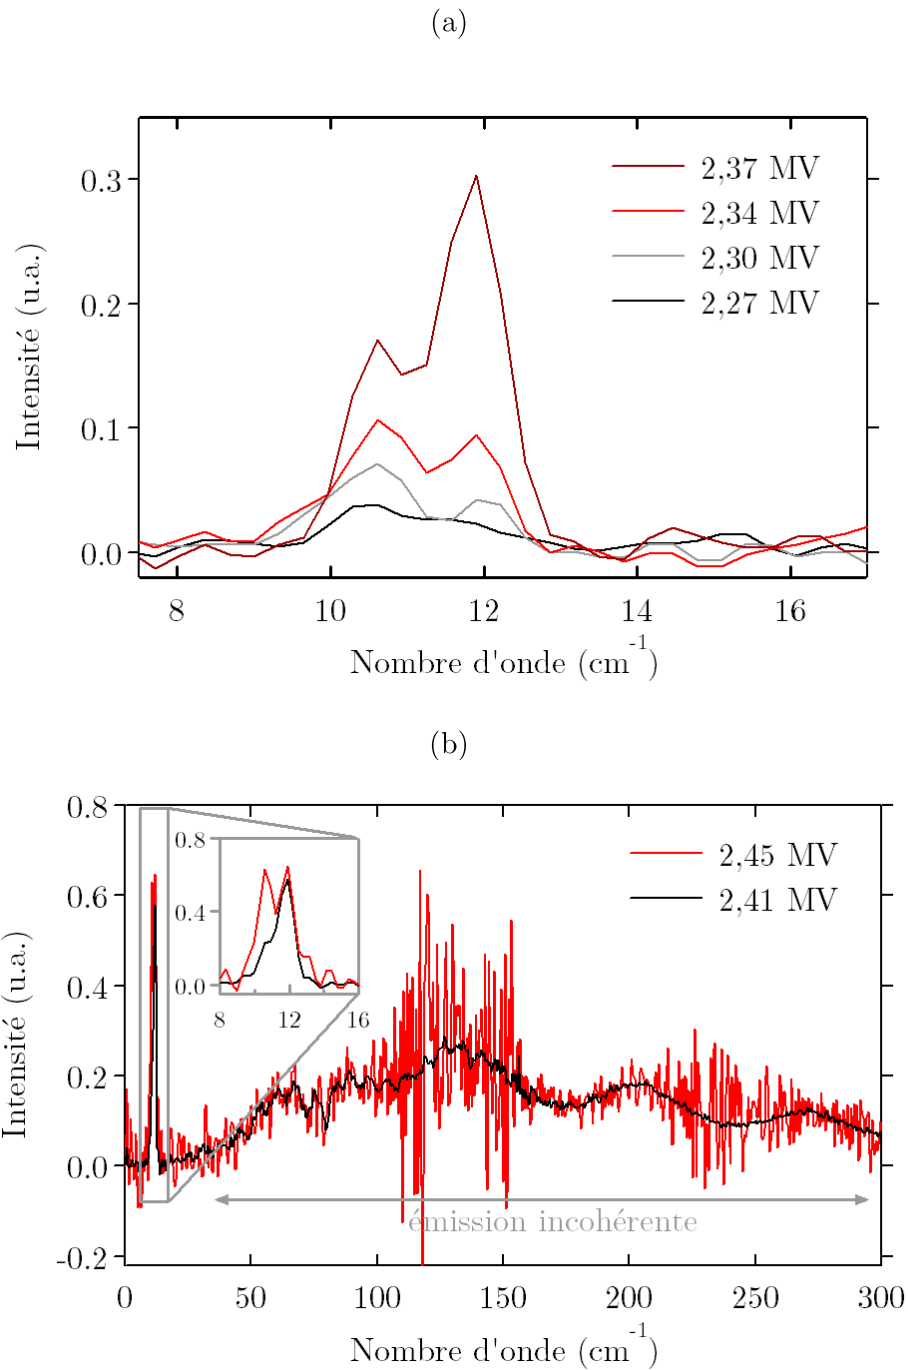 (a)
0.3
0.2
0.1
0.0
Intensité (u.a.)
2,37 MV
2,34 MV
2,30 MV
2,27 MV
8 10 12 14 16
Nombre d'onde (cm-1)
(b)
0.8
0.6
0.4
0.2
0.0
-0.2
Intensité (u.a.)
0.8
0.4
0.0
8 12 16
2,45 MV
2,41 MV
émission incohérente
0 50 100 150 200 250 300
Nombre d'onde (cm-1)